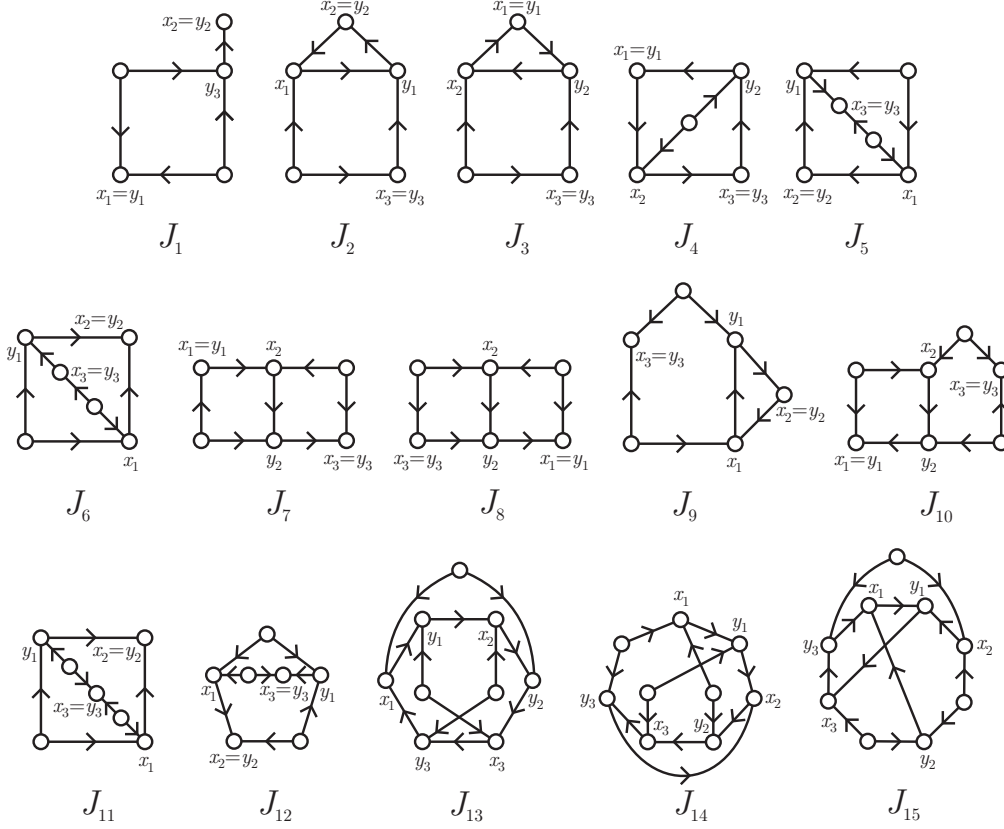 x₂=y₂
y₃
x₁=y₁
J₁
x₂=y₂
x₁
y₁
x₃=y₃
J₂
x₁=y₁
x₂
y₂
x₃=y₃
J₃
x₁=y₁
y₂
x₂
x₃=y₃
J₄
y₁
x₃=y₃
x₂=y₂
x₁
J₅
x₂=y₂
y₁
x₃=y₃
x₁
J₆
x₁=y₁
x₂
y₂
x₃=y₃
J₇
x₂
x₃=y₃
y₂
x₁=y₁
J₈
y₁
x₃=y₃
x₂=y₂
x₁
J₉
x₂
x₃=y₃
x₁=y₁
y₂
J₁₀
y₁
x₂=y₂
x₃=y₃
x₁
J₁₁
x₁
x₃=y₃
y₁
x₂=y₂
J₁₂
y₁
x₂
x₁
y₂
y₃
x₃
J₁₃
x₁
y₁
y₃
x₂
x₃
y₂
J₁₄
x₁
y₁
y₃
x₂
x₃
y₂
J₁₅